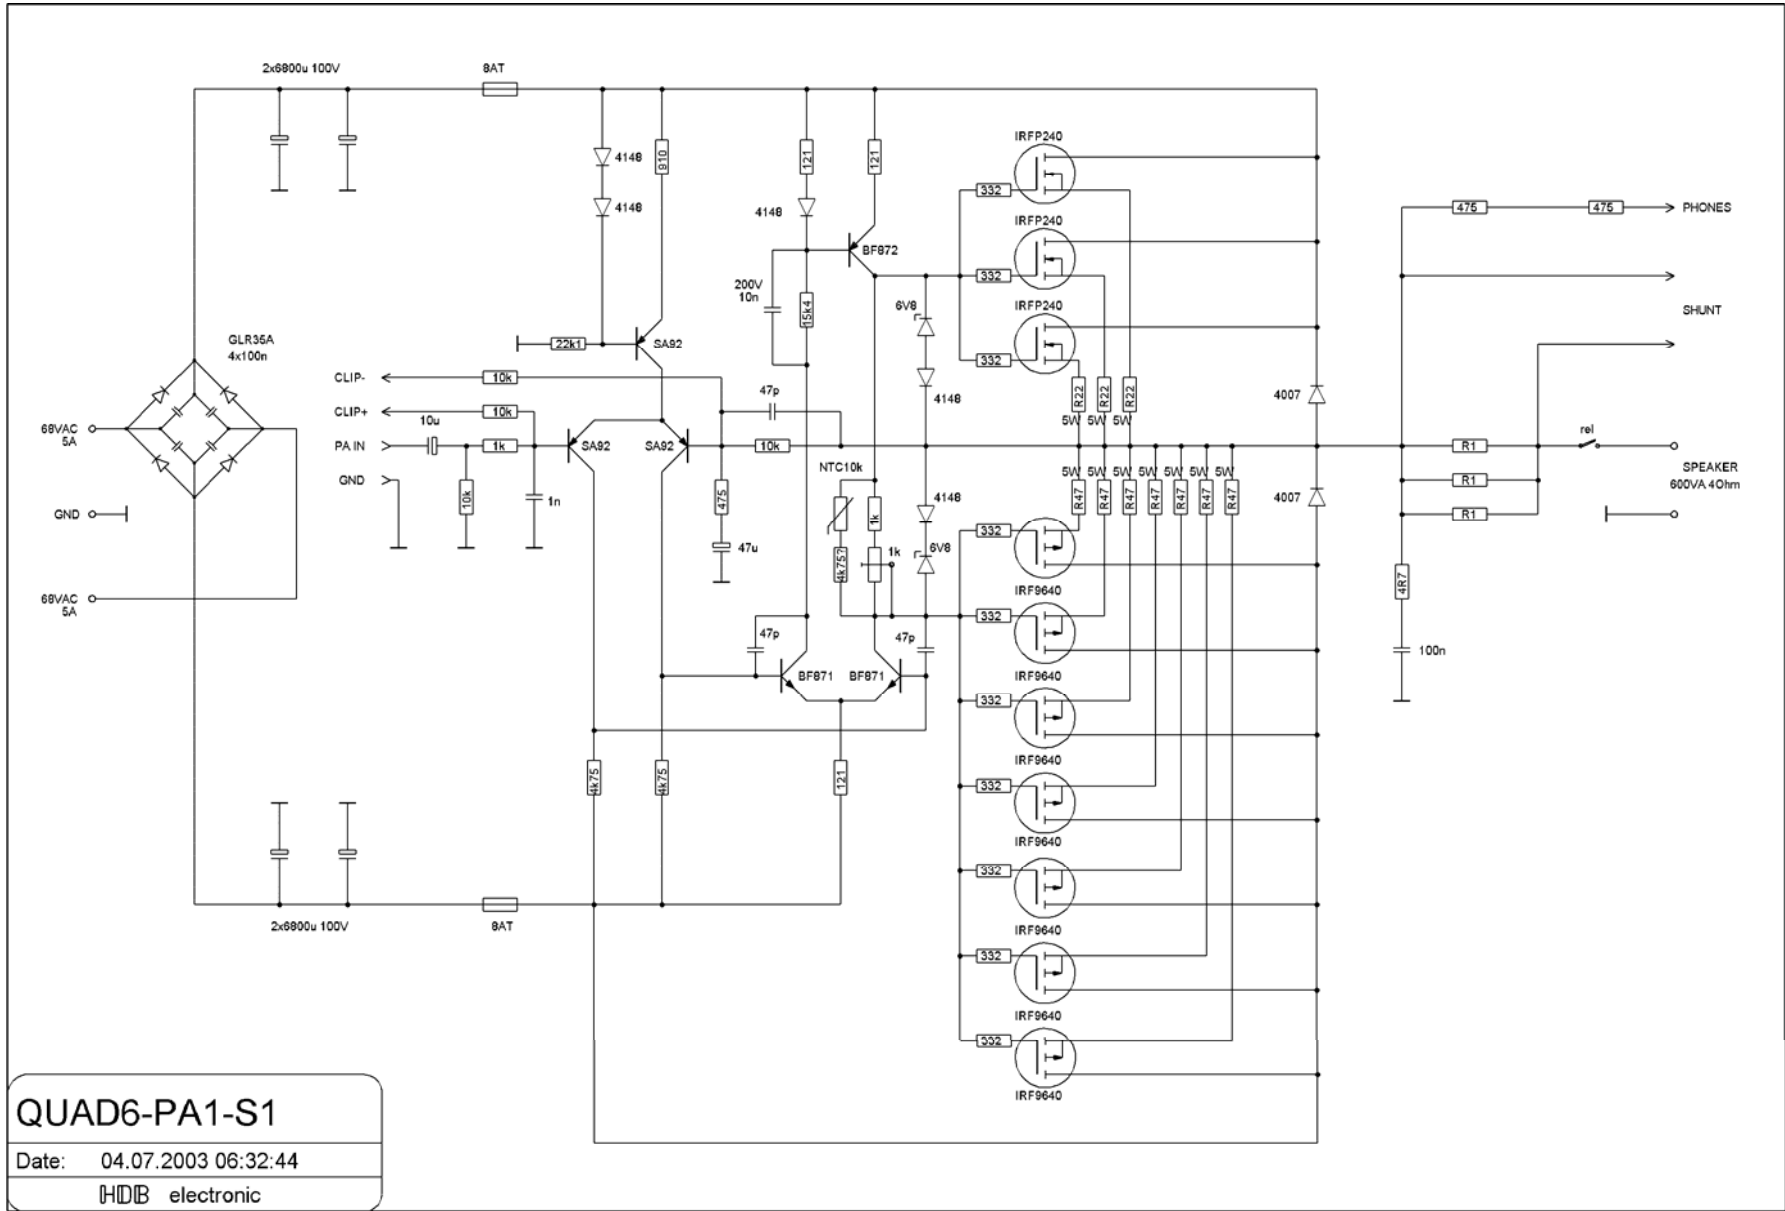 2x6800u 100V
8AT
4148
910
121
121
IRFP240
4148
4148
332
475
475
PHONES
IRFP240
BF872
200V
10n
332
6V8
IRFP240
SHUNT
15k4
GLR35A
4x100n
22k1
SA92
332
CLIP-
10k
47p
4148
R22
R22
R22
4007
CLIP+
10k
10u
5W
5W
5W
68VAC
5A
rel
PA IN
1k
SA92
SA92
10k
R1
GND
NTC10k
5W
5W
5W
5W
5W
5W
5W
SPEAKER
600VA 4Ohm
10k
1n
475
1k
4148
R47
R47
R47
R47
R47
R47
R47
4007
R1
GND
R1
332
47u
4k75?
1k
6V8
IRF9640
4R7
68VAC
5A
332
47p
47p
100n
BF871
BF871
IRF9640
332
IRF9640
4k75
4k75
121
332
IRF9640
332
2x6800u 100V
8AT
IRF9640
332
IRF9640
332
IRF9640
QUAD6-PA1-S1
Date: 04.07.2003 06:32:44
HDB electronic